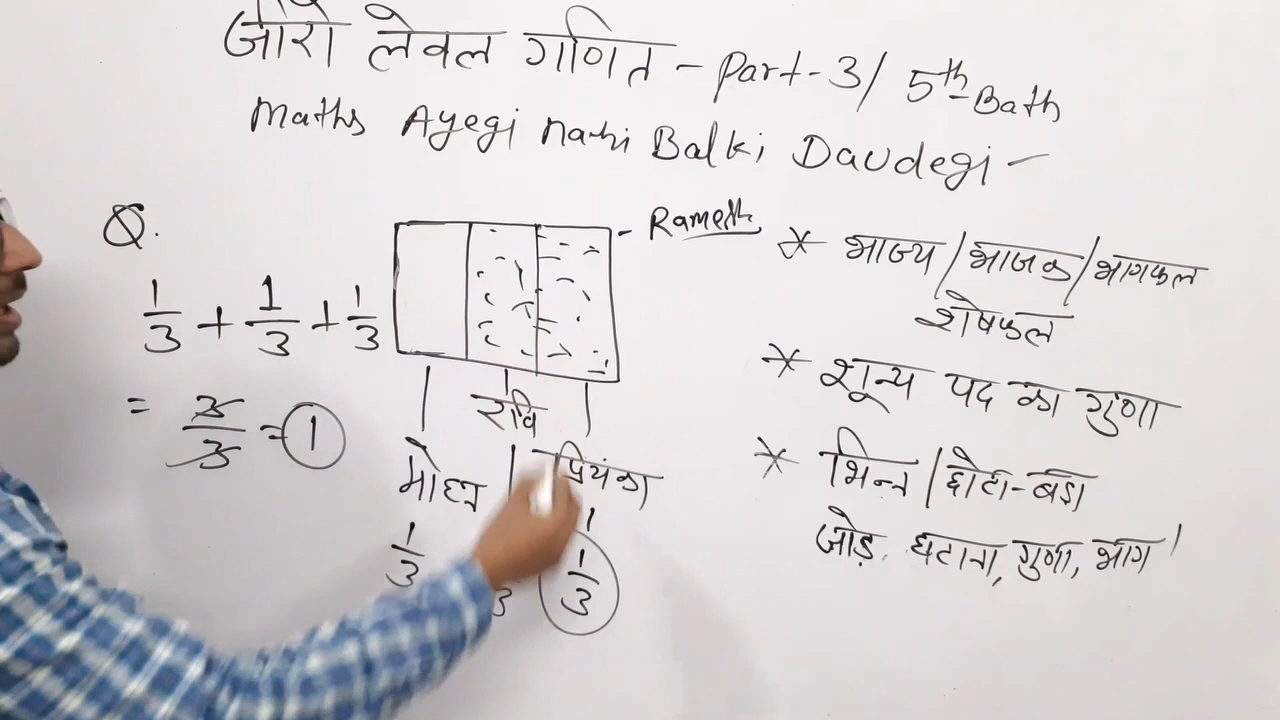 जीरो लेवल गणित - Part-3/ 5th Bath
Maths Ayegi Nahi Balki Daudegi -
Q.
1/3 + 1/3 + 1/3
= 3/3 = 1
- Ramesh
रवि
मोहन | प्रियंका
1/3 3 1/3
* भाज्य / भाजक / भागफल
शेषफल
* शून्य पद का गुणा
* भिन्न / छोटा-बड़ा
जोड़, घटाना, गुणा, भाग